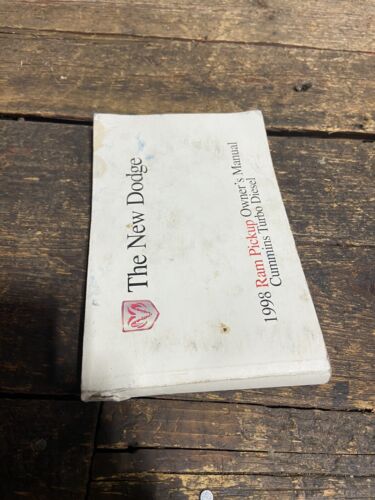 The New Dodge
1998 Ram Pickup Owner's Manual
Cummins Turbo Diesel